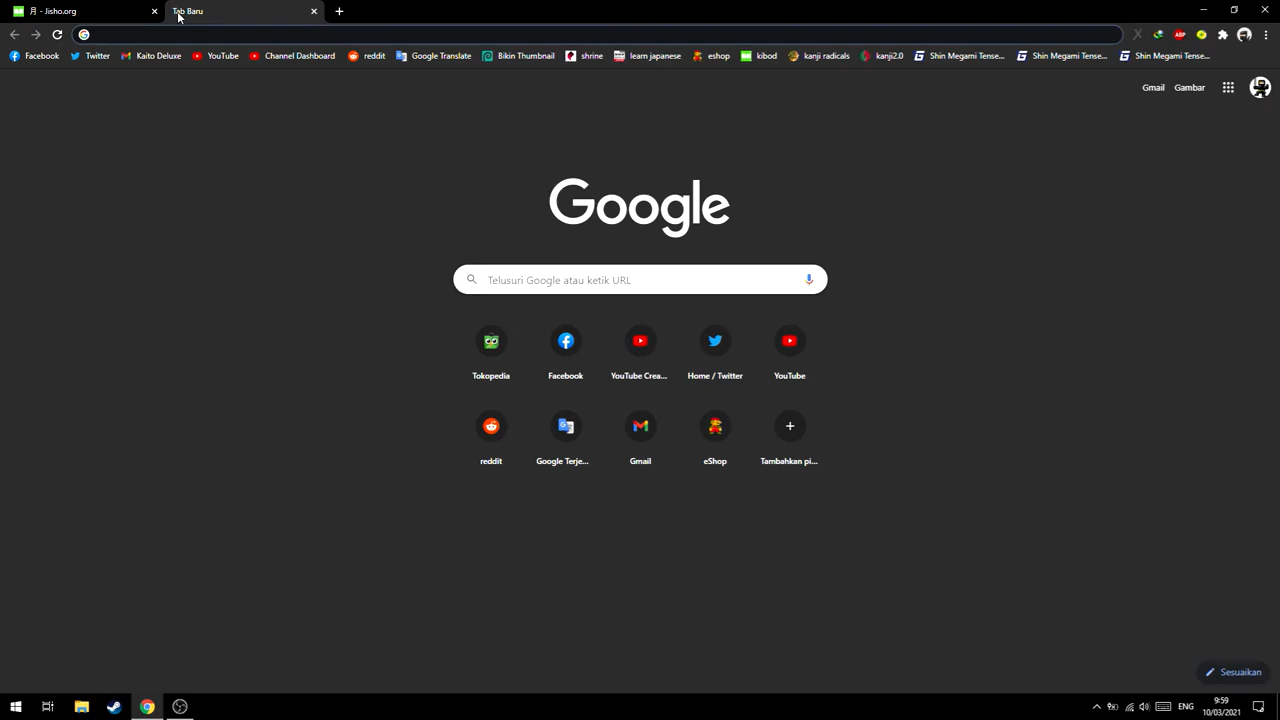 月 - Jisho.org
Tab Baru
Facebook Twitter Kaito Deluxe YouTube Channel Dashboard reddit Google Translate Bikin Thumbnail shrine learn japanese eshop kibod kanji radicals kanji2.0 Shin Megami Tense... Shin Megami Tense... Shin Megami Tense...
Gmail Gambar
Google
Telusuri Google atau ketik URL
Tokopedia Facebook YouTube Crea... Home / Twitter YouTube
reddit Google Terje... Gmail eShop Tambahkan pi...
Sesuaikan
ENG
9:59
10/03/2021